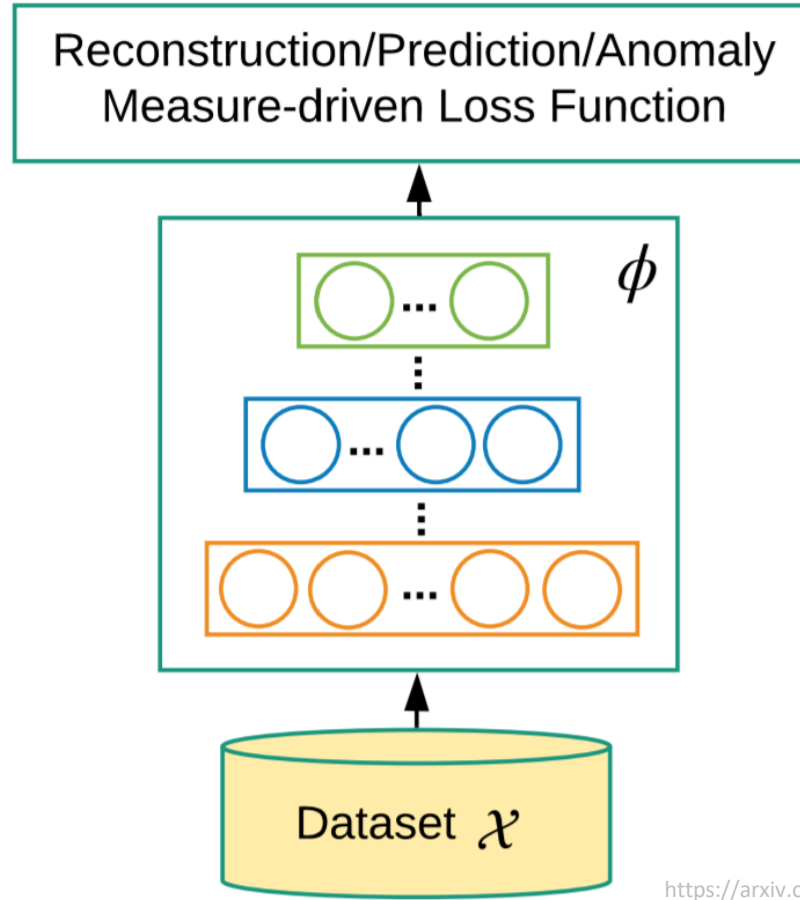 Reconstruction/Prediction/Anomaly
Measure-driven Loss Function
ϕ
...
...
...
Dataset 𝒳
https://arxiv.c